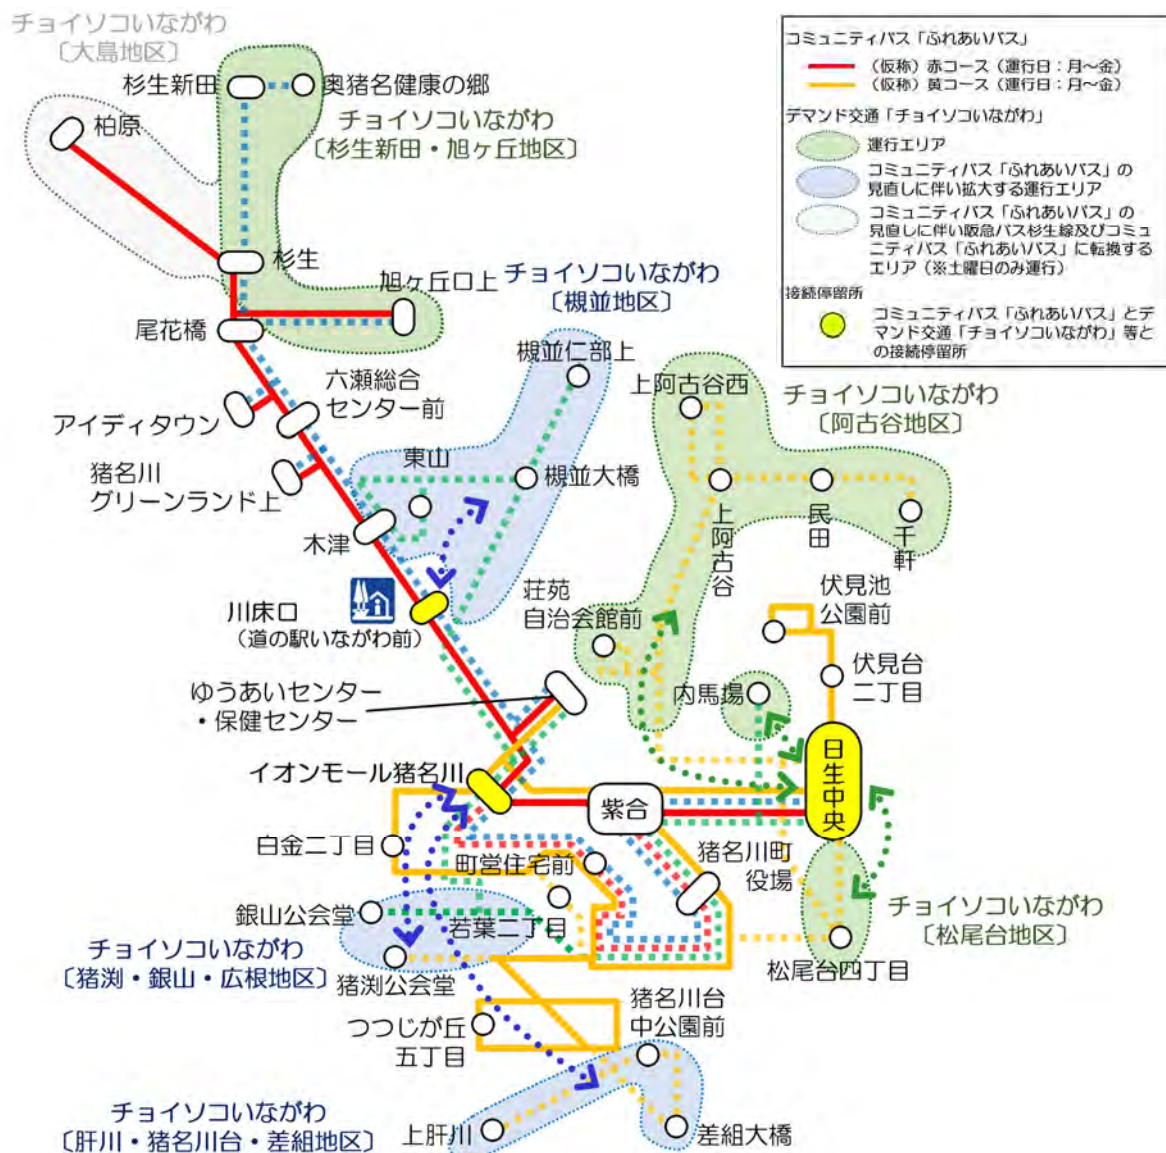 チョイソコいながわ
〔大島地区〕
杉生新田
奥猪名健康の郷
柏原
チョイソコいながわ
〔杉生新田・旭ヶ丘地区〕
杉生
旭ヶ丘口上
尾花橋
チョイソコいながわ
〔槻並地区〕
槻並仁部上
六瀬総合
センター前
アイディタウン
東山
猪名川
グリーンランド上
槻並大橋
木津
川床口
(道の駅いながわ前)
上阿古谷西
チョイソコいながわ
〔阿古谷地区〕
上阿古谷
民田
千軒
荘苑
自治会館前
伏見池
公園前
伏見台
二丁目
内馬場
ゆうあいセンター
・保健センター
イオンモール猪名川
紫合
日生中央
白金二丁目
町営住宅前
猪名川町
役場
銀山公会堂
若葉二丁目
チョイソコいながわ
〔松尾台地区〕
松尾台四丁目
チョイソコいながわ
〔猪渕・銀山・広根地区〕
猪渕公会堂
猪名川台
中公園前
つつじが丘
五丁目
チョイソコいながわ
〔肝川・猪名川台・差組地区〕
上肝川
差組大橋
コミュニティバス「ふれあいバス」
(仮称)赤コース(運行日:月~金)
(仮称)黄コース(運行日:月~金)
デマンド交通「チョイソコいながわ」
運行エリア
コミュニティバス「ふれあいバス」の
見直しに伴い拡大する運行エリア
コミュニティバス「ふれあいバス」の
見直しに伴い阪急バス杉生線及びコミュ
ニティバス「ふれあいバス」に転換する
エリア(※土曜日のみ運行)
接続停留所
コミュニティバス「ふれあいバス」とデ
マンド交通「チョイソコいながわ」等と
の接続停留所